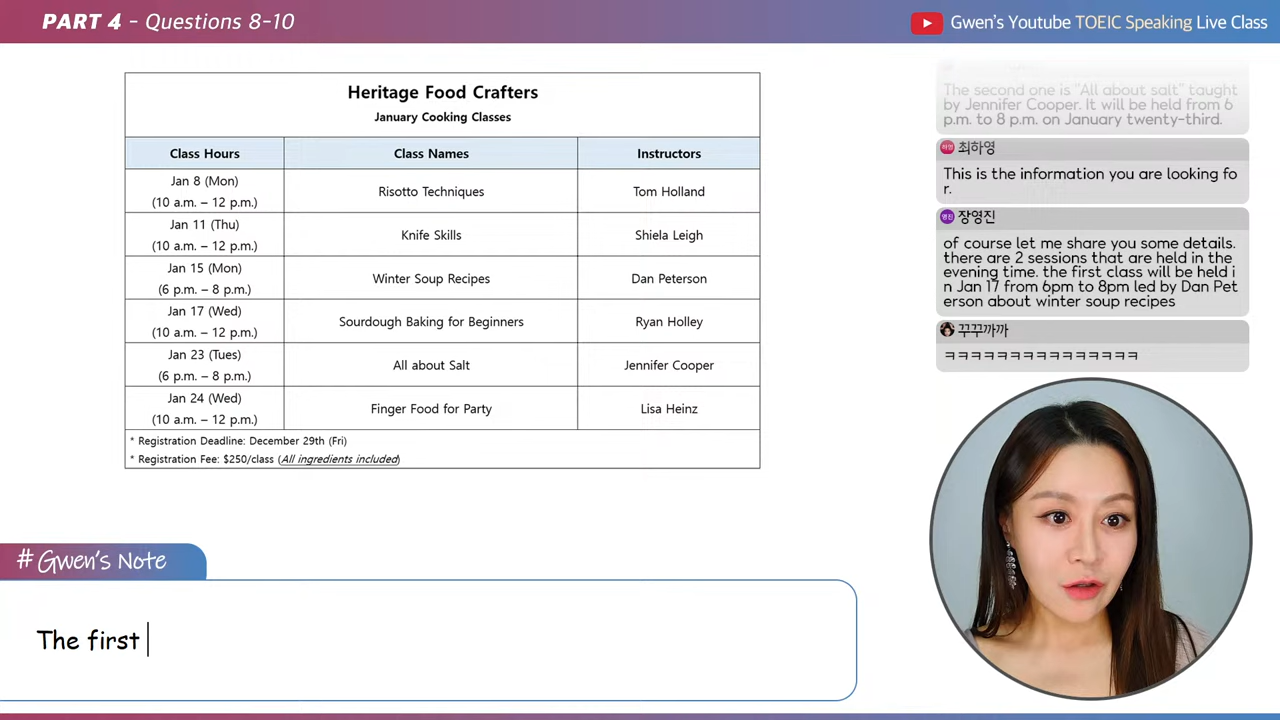 PART 4 - Questions 8-10
Gwen's Youtube TOEIC Speaking Live Class
Heritage Food Crafters
January Cooking Classes
Class Hours Class Names Instructors
Jan 8 (Mon)
(10 a.m. – 12 p.m.) Risotto Techniques Tom Holland
Jan 11 (Thu)
(10 a.m. – 12 p.m.) Knife Skills Shiela Leigh
Jan 15 (Mon)
(6 p.m. – 8 p.m.) Winter Soup Recipes Dan Peterson
Jan 17 (Wed)
(10 a.m. – 12 p.m.) Sourdough Baking for Beginners Ryan Holley
Jan 23 (Tues)
(6 p.m. – 8 p.m.) All about Salt Jennifer Cooper
Jan 24 (Wed)
(10 a.m. – 12 p.m.) Finger Food for Party Lisa Heinz
* Registration Deadline: December 29th (Fri)
* Registration Fee: $250/class (All ingredients included)
The second one is "All about salt" taught
by Jennifer Cooper. It will be held from 6
p.m. to 8 p.m. on January twenty-third.
하영 최하영
This is the information you are looking fo
r.
영진 장영진
of course let me share you some details.
there are 2 sessions that are held in the
evening time. the first class will be held i
n Jan 17 from 6pm to 8pm led by Dan Pet
erson about winter soup recipes
꾸꾸까까
ㅋㅋㅋㅋㅋㅋㅋㅋㅋㅋㅋㅋㅋㅋㅋ
# Gwen's Note
The first